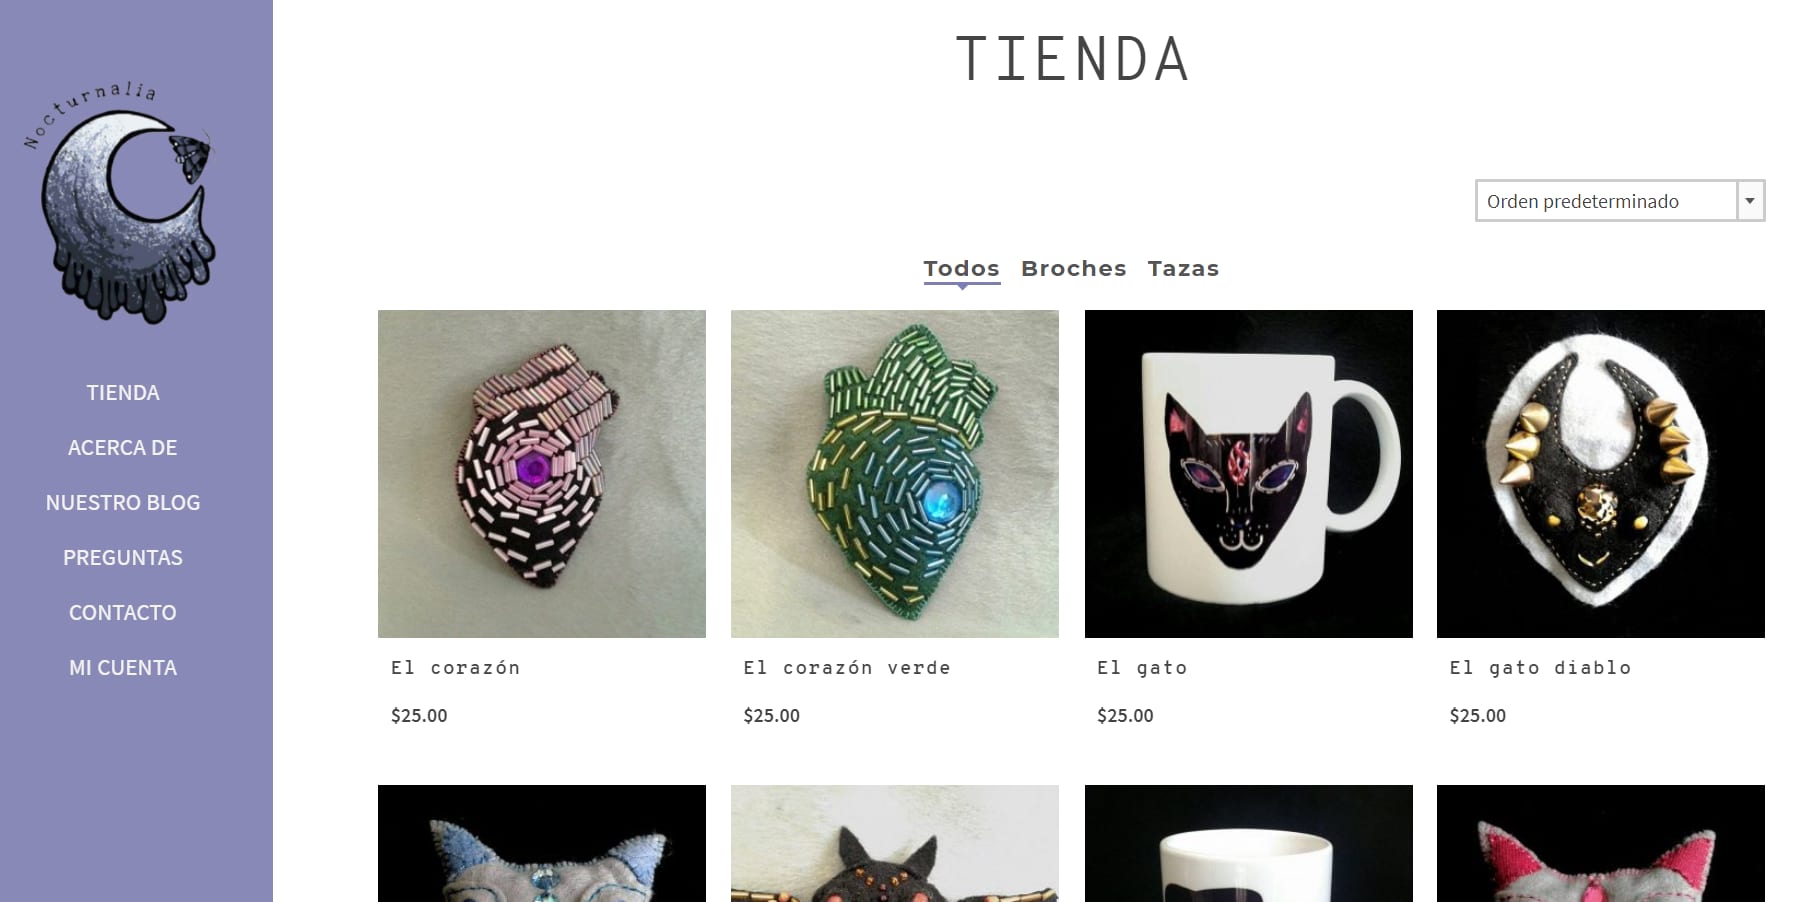 Nocturnalia
TIENDA
ACERCA DE
NUESTRO BLOG
PREGUNTAS
CONTACTO
MI CUENTA
TIENDA
Orden predeterminado
Todos Broches Tazas
El corazón
$25.00
El corazón verde
$25.00
El gato
$25.00
El gato diablo
$25.00